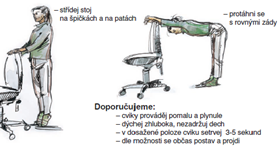 – střídej stoj
na špičkách a na patách
– protáhni se
s rovnými zády
Doporučujeme:
– cviky prováděj pomalu a plynule
– dýchej zhluboka, nezadržuj dech
– v dosažené poloze cviku setrvej 3-5 sekund
– dle možnosti se občas postav a projdi